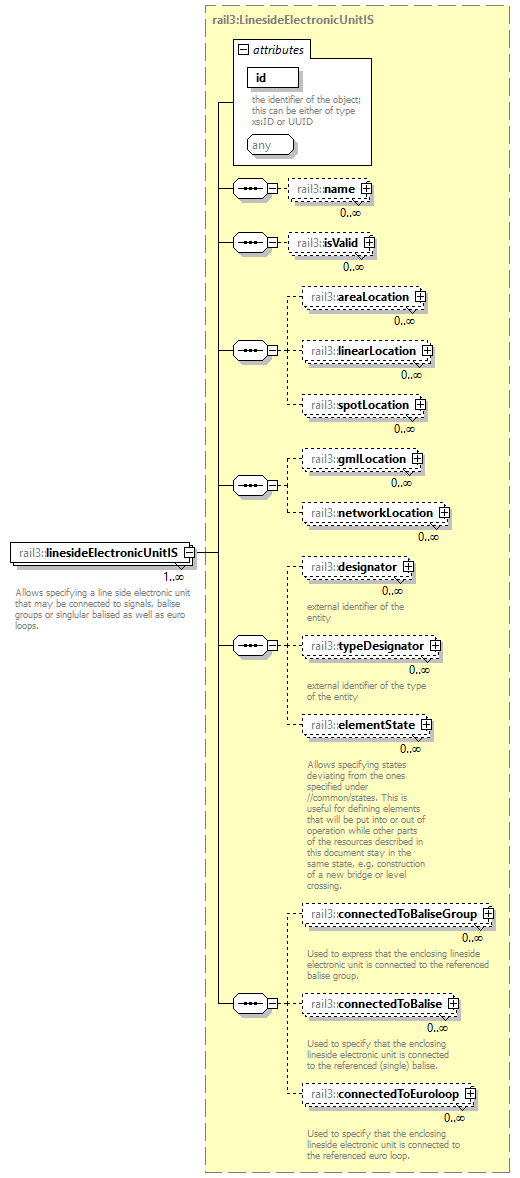 rail3:LinesideElectronicUnitIS
attributes
id
the identifier of the object;
this can be either of type
xs:ID or UUID
any
rail3:name
0..∞
rail3:isValid
0..∞
rail3:areaLocation
0..∞
rail3:linearLocation
0..∞
rail3:spotLocation
0..∞
rail3:gmlLocation
0..∞
rail3:networkLocation
0..∞
rail3:linesideElectronicUnitIS
1..∞
Allows specifying a line side electronic unit
that may be connected to signals, balise
groups or singlular balised as well as euro
loops.
rail3:designator
0..∞
external identifier of the
entity
rail3:typeDesignator
0..∞
external identifier of the type
of the entity
rail3:elementState
0..∞
Allows specifying states
deviating from the ones
specified under
//common/states. This is
useful for defining elements
that will be put into or out of
operation while other parts
of the resources described in
this document stay in the
same state, e.g. construction
of a new bridge or level
crossing.
rail3:connectedToBaliseGroup
0..∞
Used to express that the enclosing lineside
electronic unit is connected to the referenced
balise group.
rail3:connectedToBalise
0..∞
Used to specify that the enclosing
lineside electronic unit is connected
to the referenced (single) balise.
rail3:connectedToEuroloop
0..∞
Used to specify that the enclosing
lineside electronic unit is connected to
the referenced euro loop.